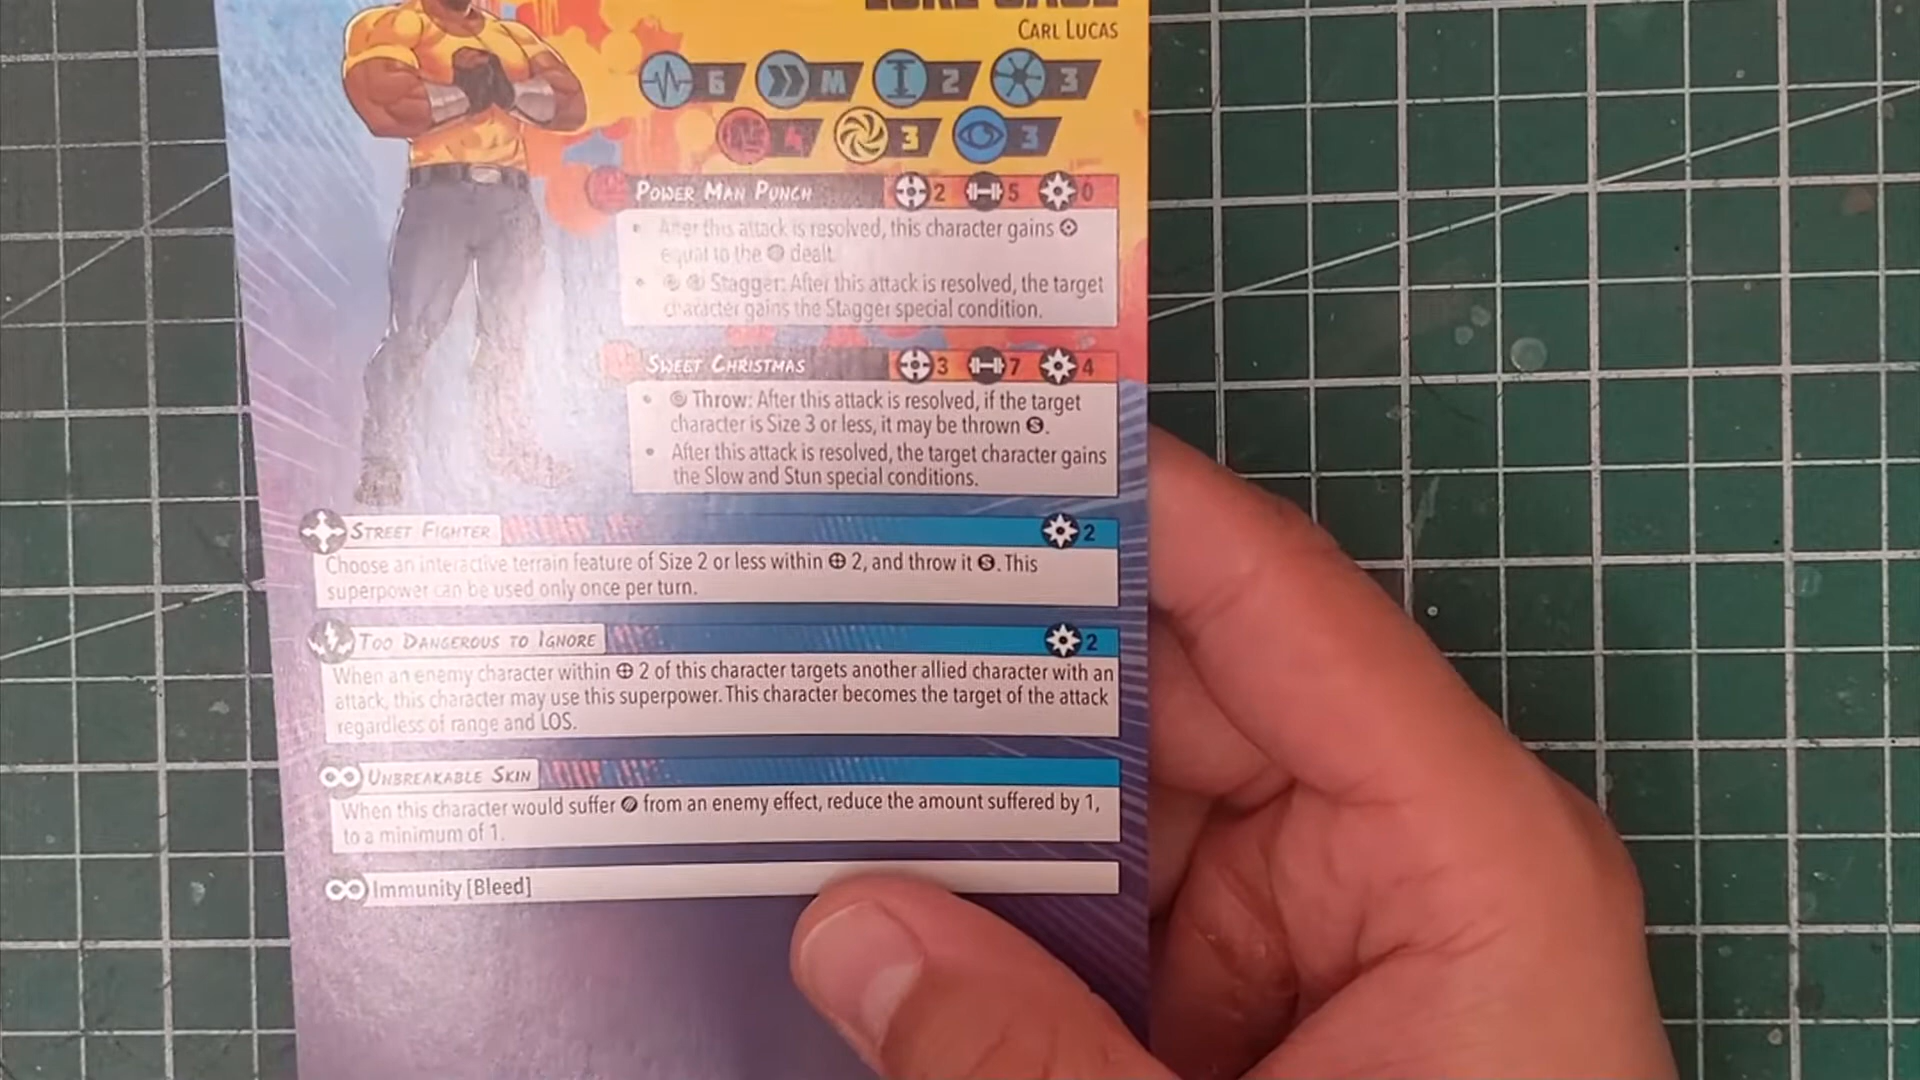 LUKE CAGE
CARL LUCAS
6 M 2 3
4 3 3
POWER MAN PUNCH 2 5 0
After this attack is resolved, this character gains
equal to the dealt.
Stagger: After this attack is resolved, the target
character gains the Stagger special condition.
SWEET CHRISTMAS 3 7 4
Throw: After this attack is resolved, if the target
character is Size 3 or less, it may be thrown S.
After this attack is resolved, the target character gains
the Slow and Stun special conditions.
STREET FIGHTER 2
Choose an interactive terrain feature of Size 2 or less within 2, and throw it S. This
superpower can be used only once per turn.
TOO DANGEROUS TO IGNORE 2
When an enemy character within 2 of this character targets another allied character with an
attack, this character may use this superpower. This character becomes the target of the attack
regardless of range and LOS.
UNBREAKABLE SKIN
When this character would suffer from an enemy effect, reduce the amount suffered by 1,
to a minimum of 1.
Immunity [Bleed]